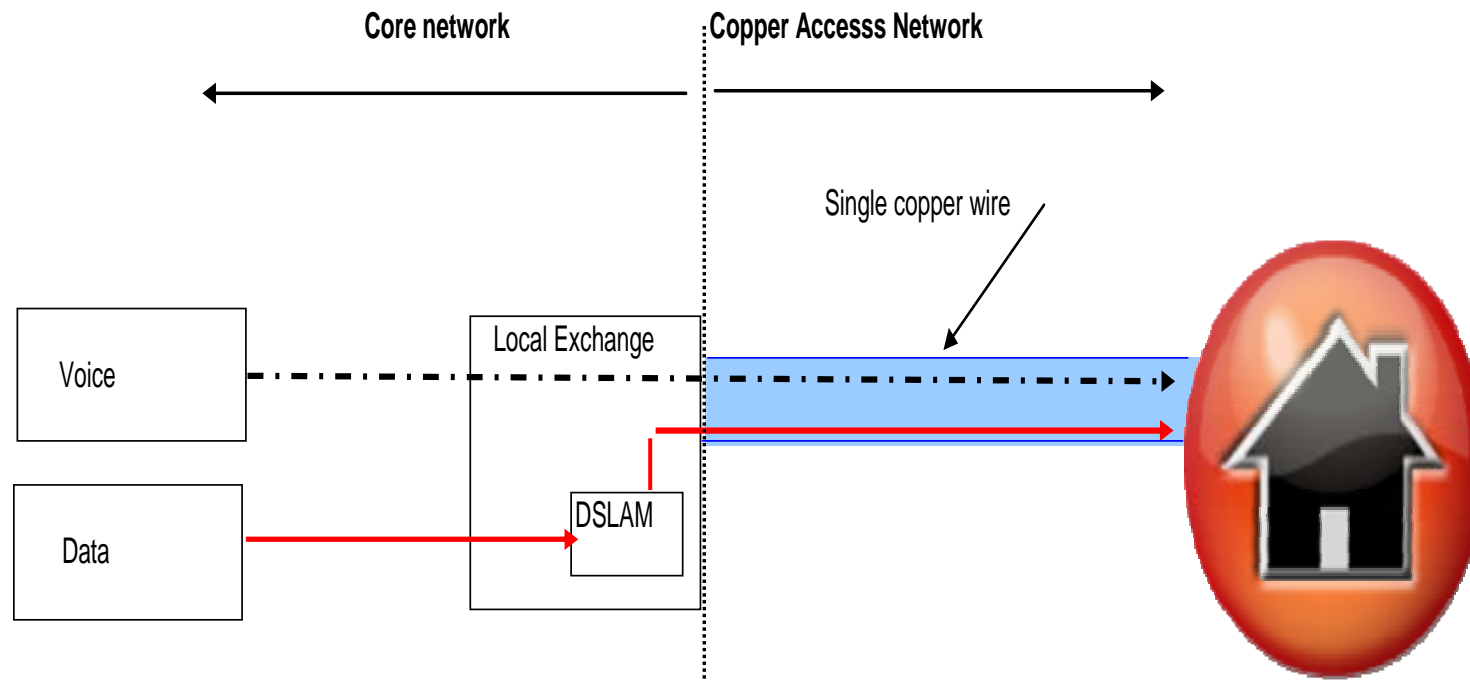 Core network
Copper Accesss Network
Single copper wire
Local Exchange
Voice
DSLAM
Data